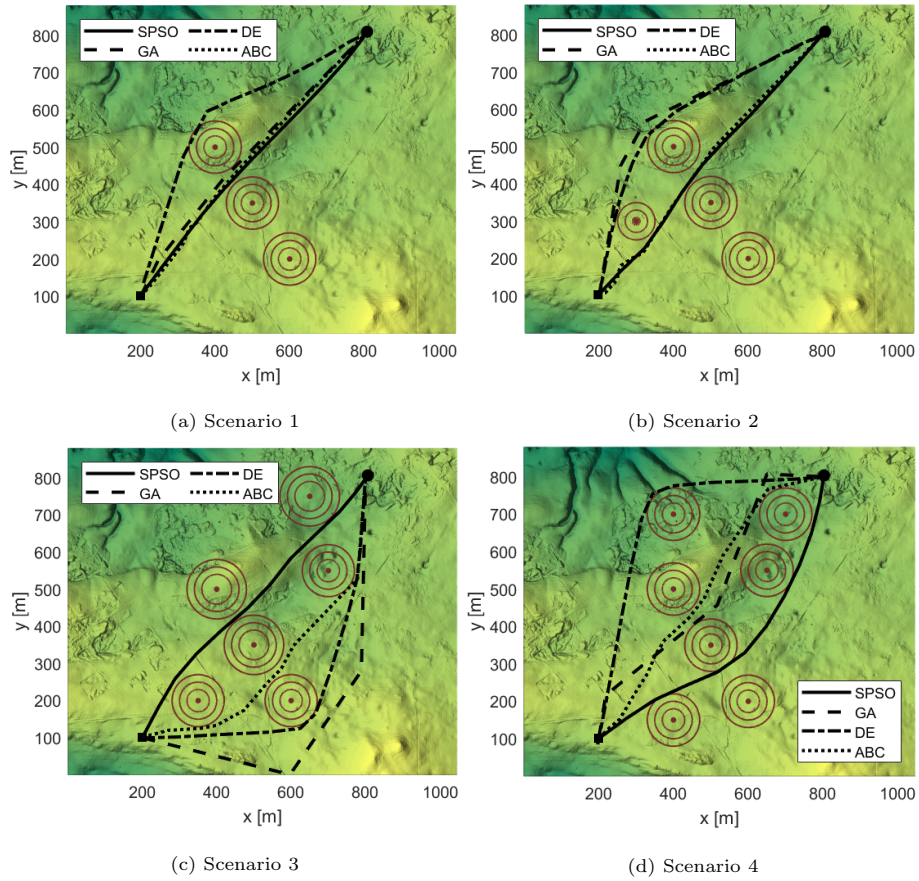 SPSO DE
GA ABC
800
700
600
500
400
300
200
100
y [m]
200 400 600 800 1000
x [m]
(a) Scenario 1
SPSO DE
GA ABC
800
700
600
500
400
300
200
100
y [m]
200 400 600 800 1000
x [m]
(b) Scenario 2
SPSO DE
GA ABC
800
700
600
500
400
300
200
100
y [m]
200 400 600 800 1000
x [m]
(c) Scenario 3
800
700
600
500
400
300
200
100
y [m]
SPSO
GA
DE
ABC
200 400 600 800 1000
x [m]
(d) Scenario 4